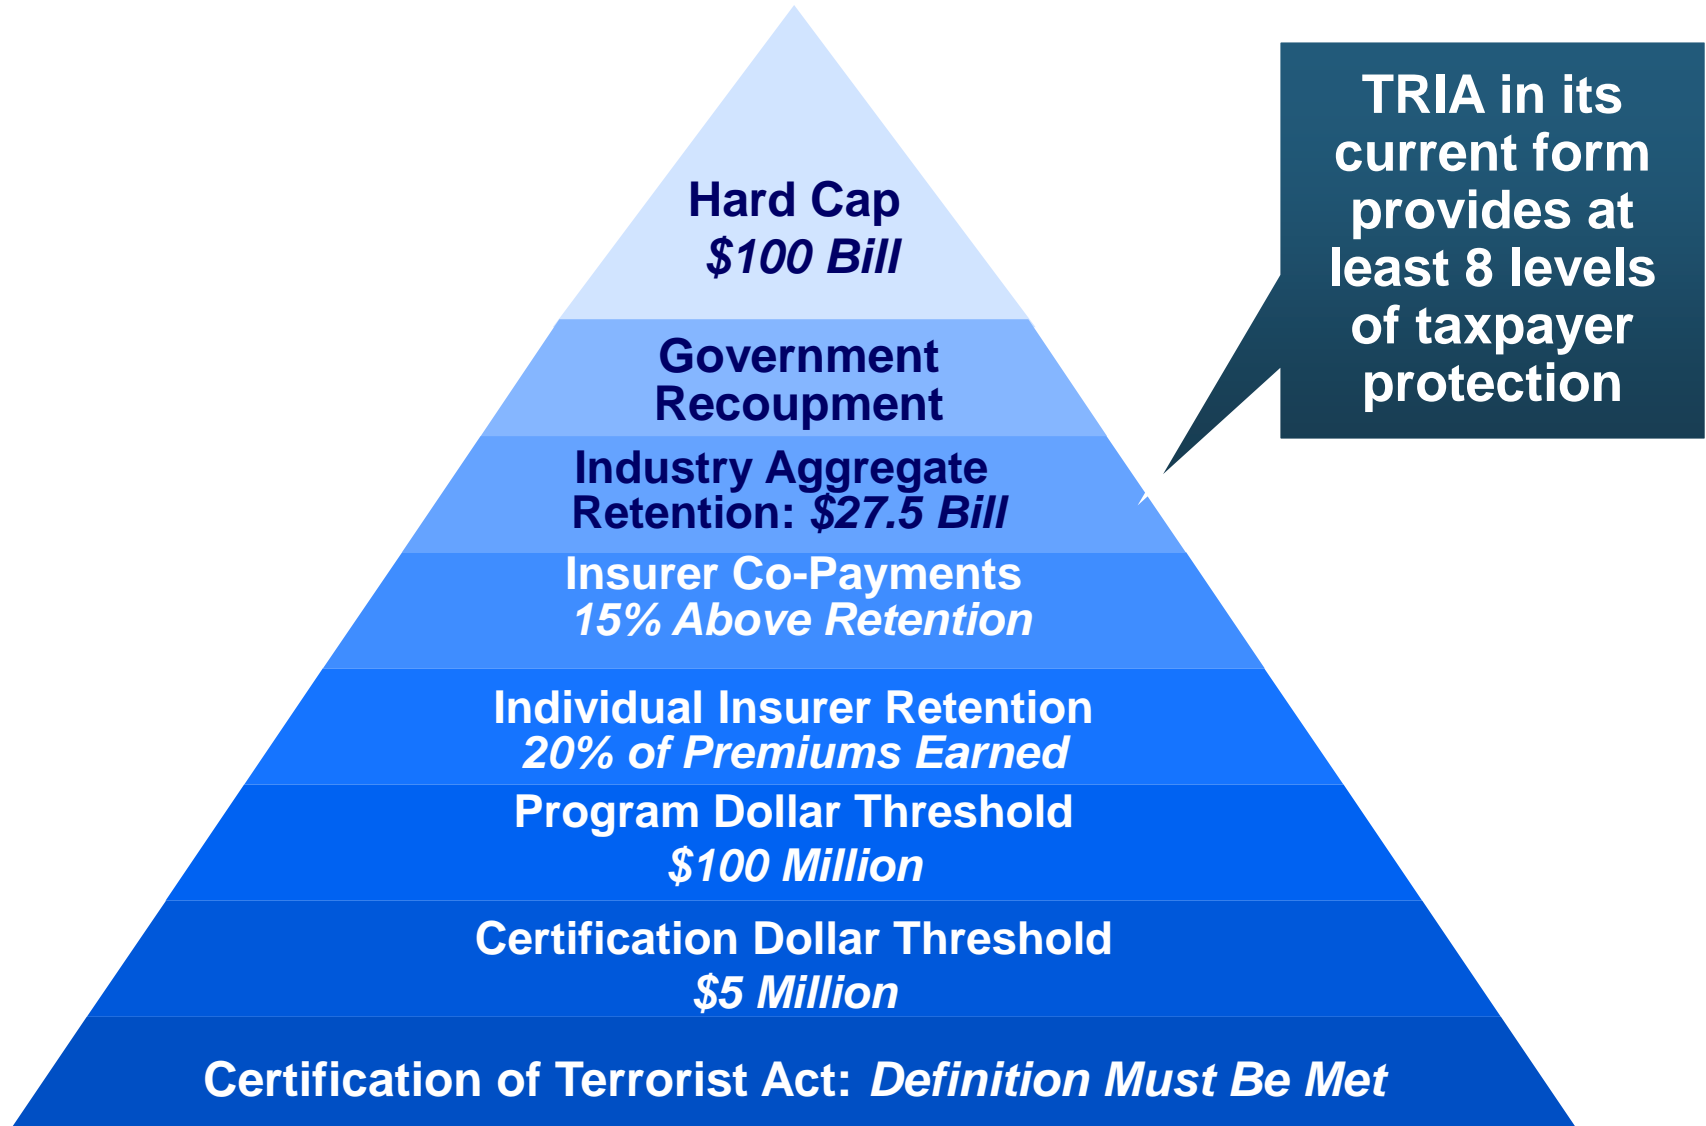 Hard Cap
$100 Bill
Government
Recoupment
Industry Aggregate
Retention: $27.5 Bill
Insurer Co-Payments
15% Above Retention
Individual Insurer Retention
20% of Premiums Earned
Program Dollar Threshold
$100 Million
Certification Dollar Threshold
$5 Million
Certification of Terrorist Act: Definition Must Be Met
TRIA in its
current form
provides at
least 8 levels
of taxpayer
protection